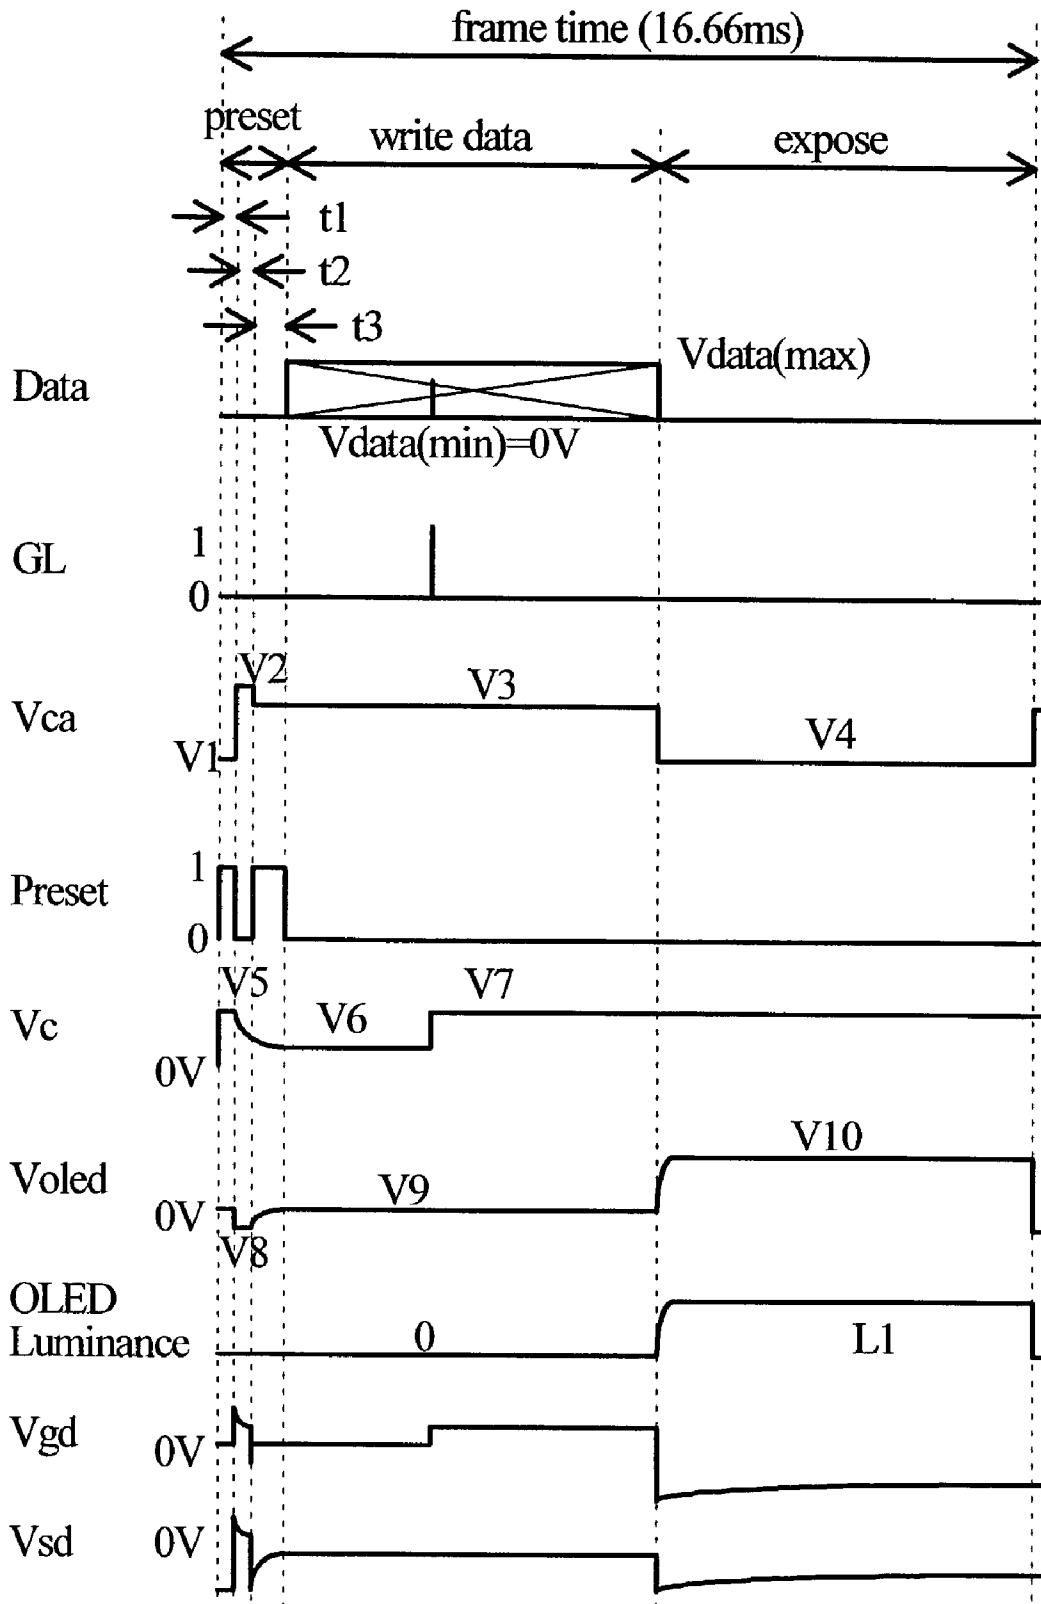 frame time (16.66ms)
preset
write data
expose
t1
t2
t3
Data
Vdata(max)
Vdata(min)=0V
GL
1
0
Vca
V1
V2
V3
V4
Preset
1
0
Vc
0V
V5
V6
V7
Voled
0V
V8
V9
V10
OLED
Luminance
0
L1
Vgd
0V
Vsd
0V